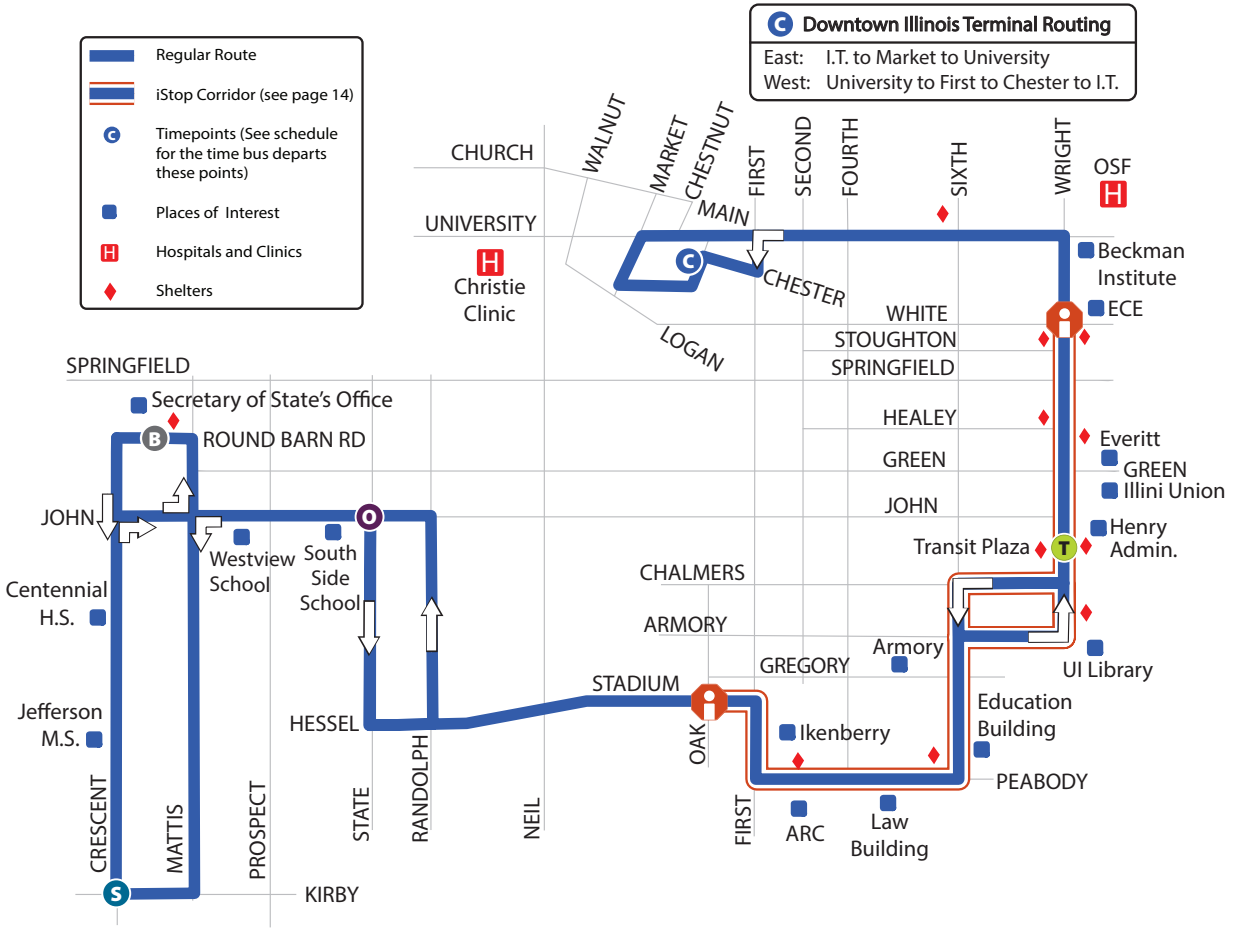 C Downtown Illinois Terminal Routing
East: I.T. to Market to University
West: University to First to Chester to I.T.
Regular Route
iStop Corridor (see page 14)
C
Timepoints (See schedule
for the time bus departs
these points)
Places of Interest
H
Hospitals and Clinics
Shelters
CHURCH
WALNUT
MARKET
CHESTNUT
FIRST
SECOND
FOURTH
SIXTH
WRIGHT
OSF
H
UNIVERSITY
MAIN
H
Christie
Clinic
C
CHESTER
LOGAN
Beckman
Institute
ECE
WHITE
STOUGHTON
SPRINGFIELD
SPRINGFIELD
Secretary of State's Office
B
ROUND BARN RD
HEALEY
Everitt
GREEN
GREEN
Illini Union
JOHN
O
JOHN
Henry
Admin.
Transit Plaza
T
Westview
School
South
Side
School
Centennial
H.S.
CHALMERS
ARMORY
Armory
GREGORY
UI Library
STADIUM
Education
Building
Jefferson
M.S.
HESSEL
OAK
Ikenberry
PEABODY
CRESCENT
MATTIS
PROSPECT
STATE
RANDOLPH
NEIL
FIRST
ARC
Law
Building
S
KIRBY